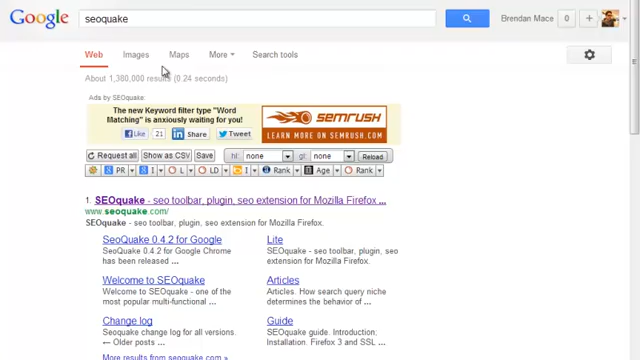 Google
seoquake
Brendan Mace
0
Web
Images
Maps
More
Search tools
About 1,380,000 results (0.24 seconds)
Ads by SEOquake:
The new Keyword filter type "Word
Matching" is anxiously waiting for you!
Like
21
Share
Tweet
SEMRUSH
LEARN MORE ON SEMRUSH.COM
Request all
Show as CSV
Save
hl:
none
gl:
none
Reload
PR
I
L
LD
I
Rank
Age
Rank
1. SEOquake - seo toolbar, plugin, seo extension for Mozilla Firefox ...
www.seoquake.com/
SEOquake - seo toolbar, plugin, seo extension for Mozilla Firefox.
SeoQuake 0.4.2 for Google
SeoQuake 0.4.2 for Google Chrome
has been released ...
Lite
SEOquake - seo toolbar, plugin, seo
extension for Mozilla Firefox.
Welcome to SEOquake
Welcome to SEOquake - one of the
most popular multi-functional ...
Articles
Articles. How search query niche
determines the behavior of ...
Change log
SEOquake change log for all versions.
← Older posts ...
Guide
SEOquake guide. Introduction;
Installation. Firefox 3 and SSL ...
More results from seoquake.com »